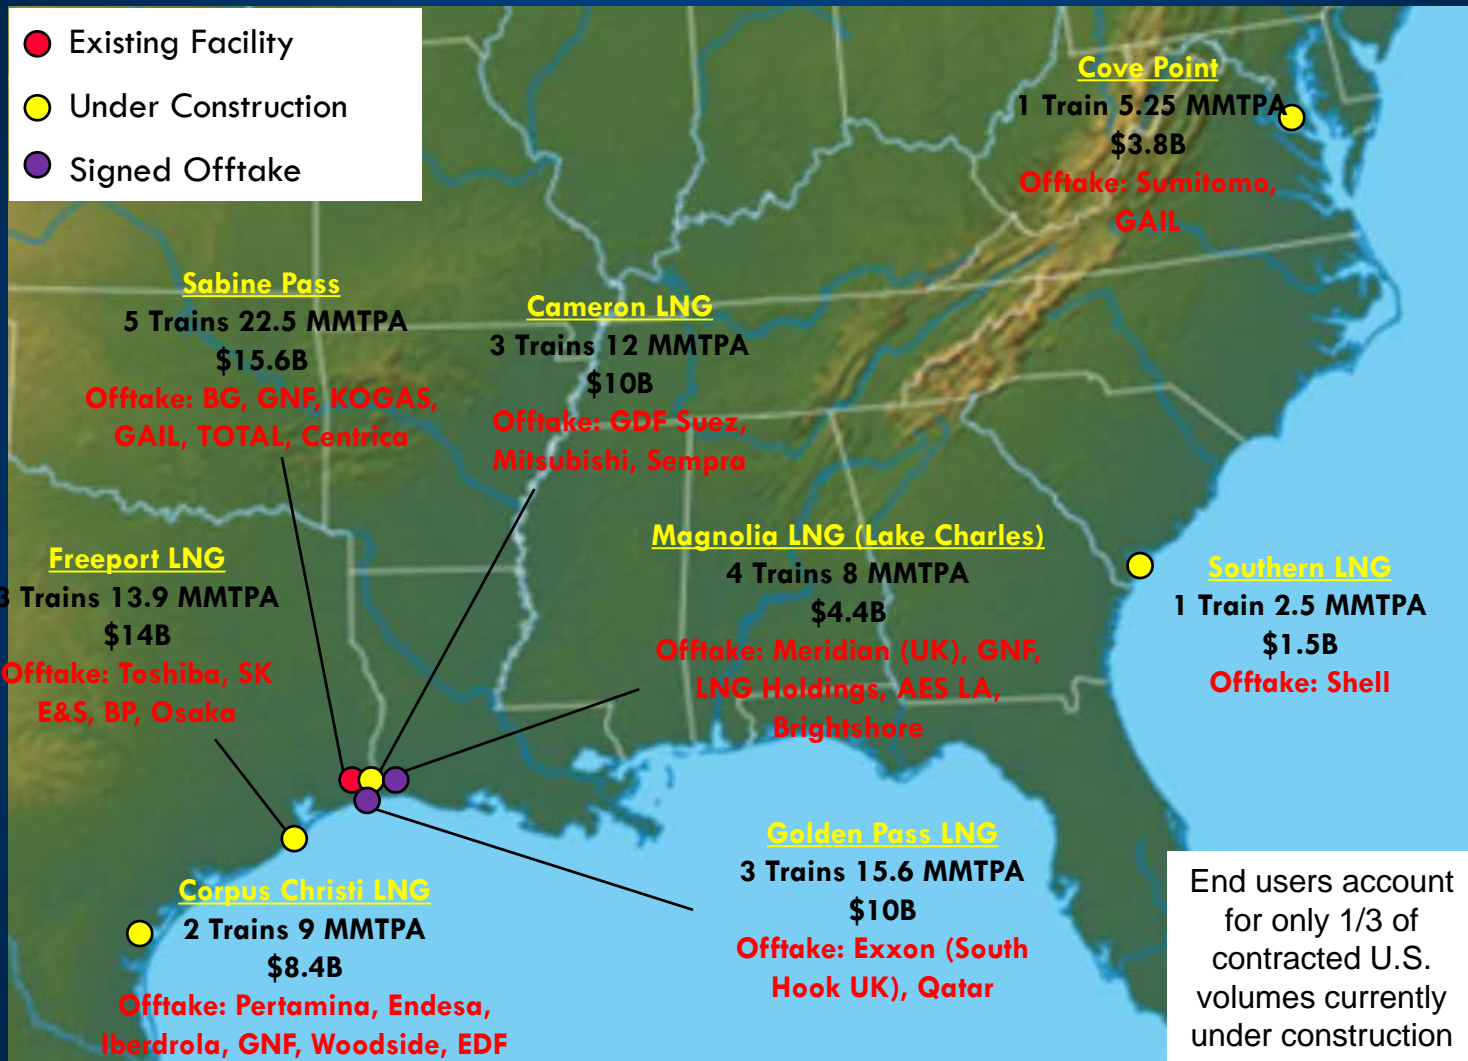 Existing Facility
Under Construction
Signed Offtake
Cove Point
1 Train 5.25 MMTPA
$3.8B
Offtake: Sumitomo,
GAIL
Sabine Pass
5 Trains 22.5 MMTPA
$15.6B
Offtake: BG, GNF, KOGAS,
GAIL, TOTAL, Centrica
Cameron LNG
3 Trains 12 MMTPA
$10B
Offtake: GDF Suez,
Mitsubishi, Sempra
Freeport LNG
3 Trains 13.9 MMTPA
$14B
Offtake: Toshiba, SK
E&S, BP, Osaka
Magnolia LNG (Lake Charles)
4 Trains 8 MMTPA
$4.4B
Offtake: Meridian (UK), GNF,
LNG Holdings, AES LA,
Brightshore
Southern LNG
1 Train 2.5 MMTPA
$1.5B
Offtake: Shell
Corpus Christi LNG
2 Trains 9 MMTPA
$8.4B
Offtake: Pertamina, Endesa,
Iberdrola, GNF, Woodside, EDF
Golden Pass LNG
3 Trains 15.6 MMTPA
$10B
Offtake: Exxon (South
Hook UK), Qatar
End users account
for only 1/3 of
contracted U.S.
volumes currently
under construction